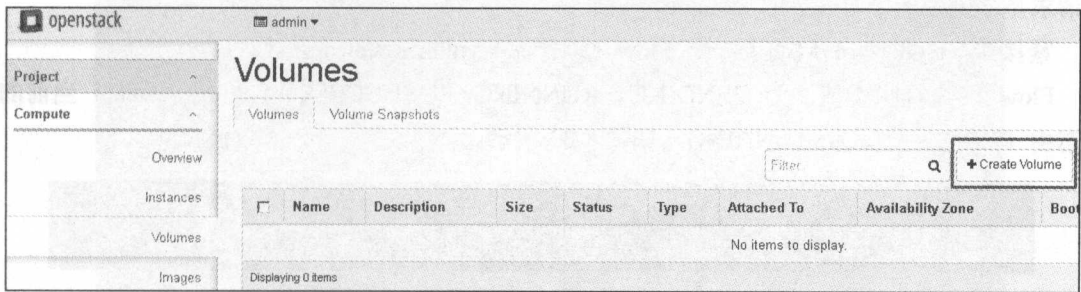 openstack
admin
Project
Compute
Overview
Instances
Volumes
Images
Volumes
Volumes
Volume Snapshots
Filter
+ Create Volume
Name Description Size Status Type Attached To Availability Zone Boot
No items to display.
Displaying 0 items